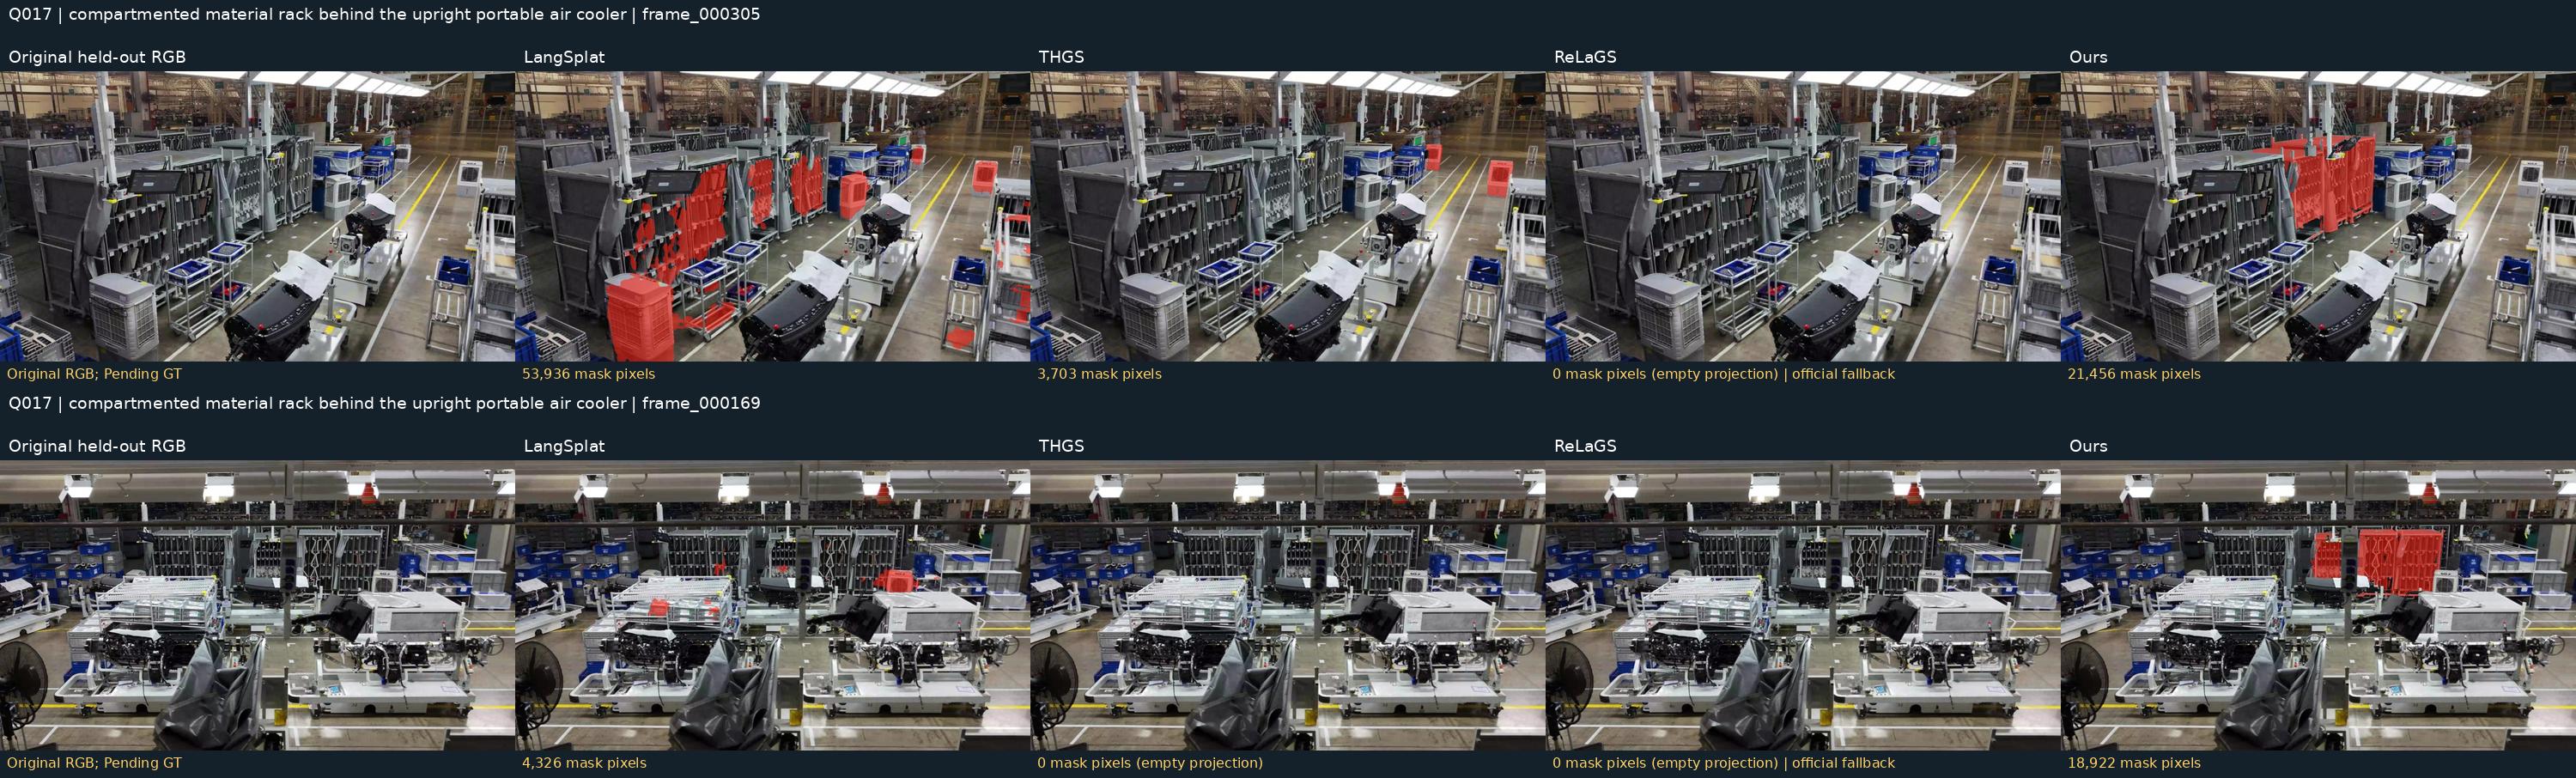 Q017 | compartmented material rack behind the upright portable air cooler | frame_000305
Original held-out RGB
LangSplat
THGS
ReLaGS
Ours
Original RGB; Pending GT
53,936 mask pixels
3,703 mask pixels
0 mask pixels (empty projection) | official fallback
21,456 mask pixels
Q017 | compartmented material rack behind the upright portable air cooler | frame_000169
Original held-out RGB
LangSplat
THGS
ReLaGS
Ours
Original RGB; Pending GT
4,326 mask pixels
0 mask pixels (empty projection)
0 mask pixels (empty projection) | official fallback
18,922 mask pixels